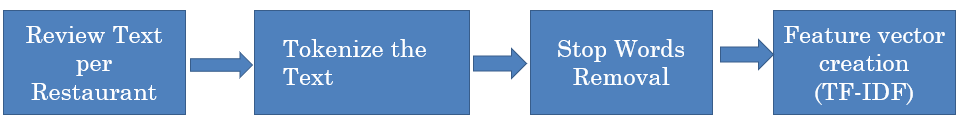 Review Text
per
Restaurant
Tokenize the
Text
Stop Words
Removal
Feature vector
creation
(TF-IDF)